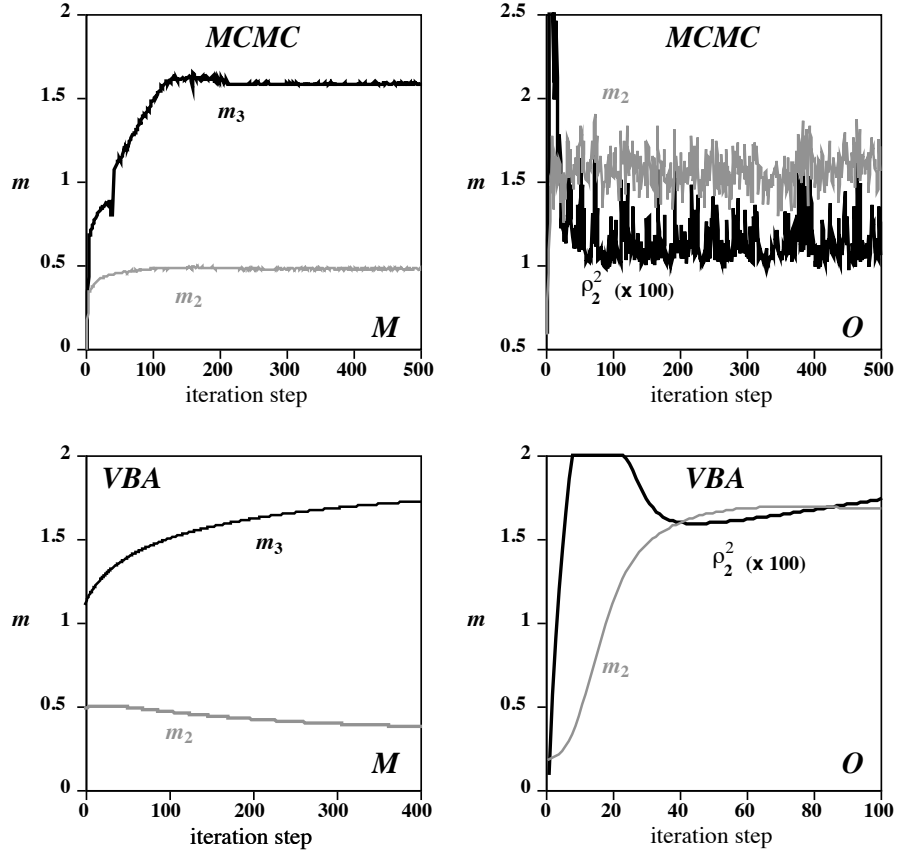 MCMC
2
1.5
m₃
m
1
0.5
m₂
M
0
0 100 200 300 400 500
iteration step
2.5
MCMC
m₂
2
m
1.5
1
ρ₂² (x 100)
O
0.5
0 100 200 300 400 500
iteration step
2
VBA
m₃
1.5
m
1
0.5
m₂
M
0
0 100 200 300 400
iteration step
2
VBA
1.5
ρ₂² (x 100)
m
1
m₂
0.5
O
0
0 20 40 60 80 100
iteration step